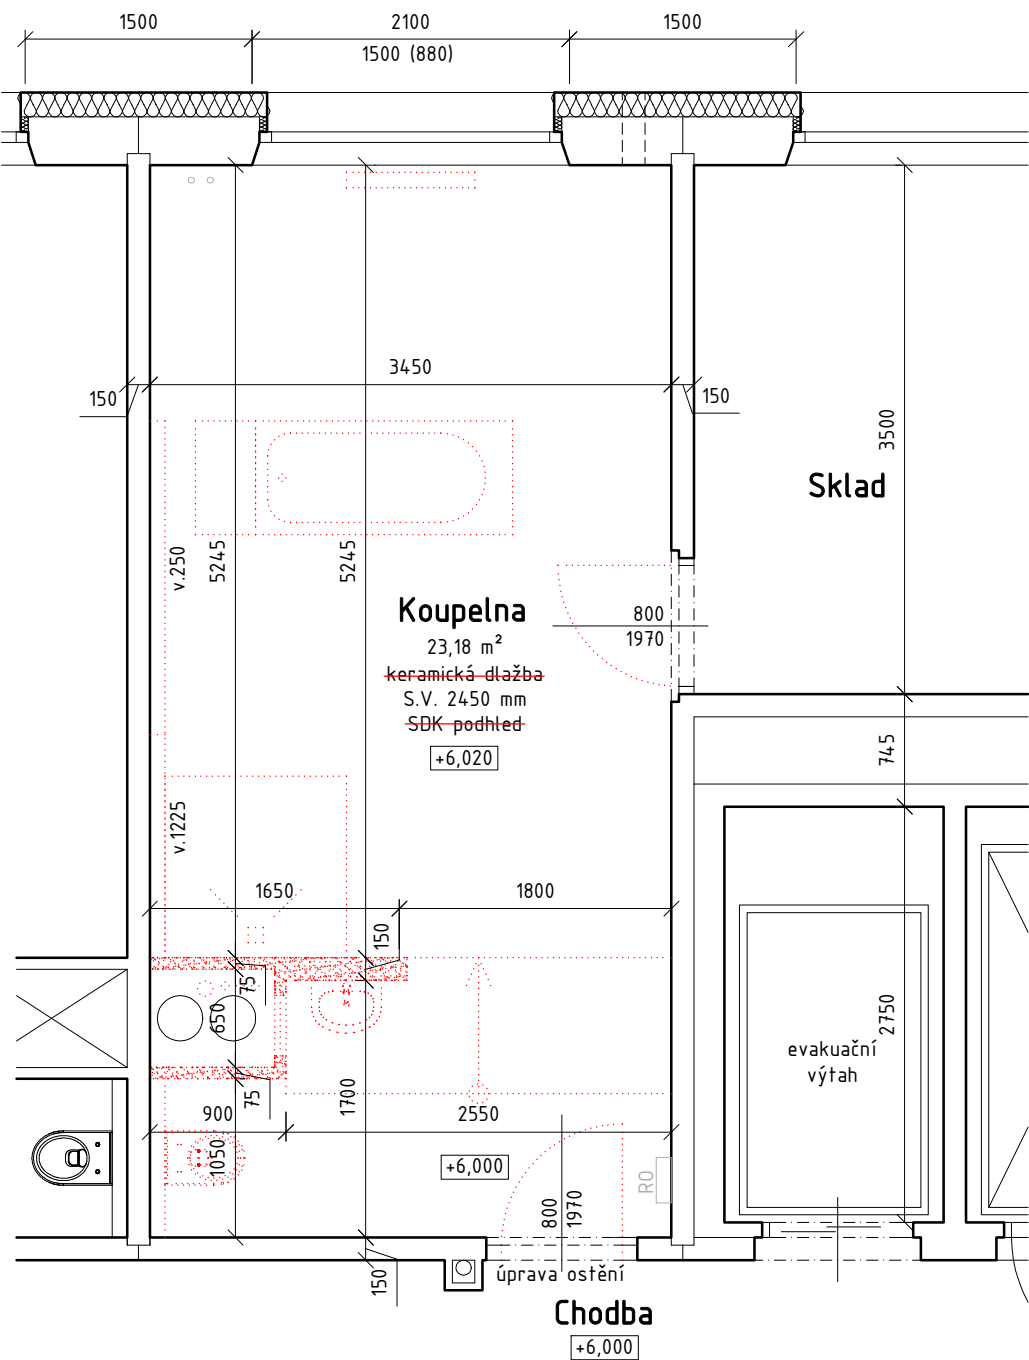 1500
2100
1500
1500 (880)
3450
150
150
3500
Sklad
v.250
5245
5245
Koupelna
23,18 m²
keramická dlažba
S.V. 2450 mm
SDK podhled
+6,020
800
1970
745
v.1225
1650
1800
150
75
650
2750
evakuační
výtah
75
1700
900
2550
1050
+6,000
RO
800
1970
150
úprava ostění
Chodba
+6,000